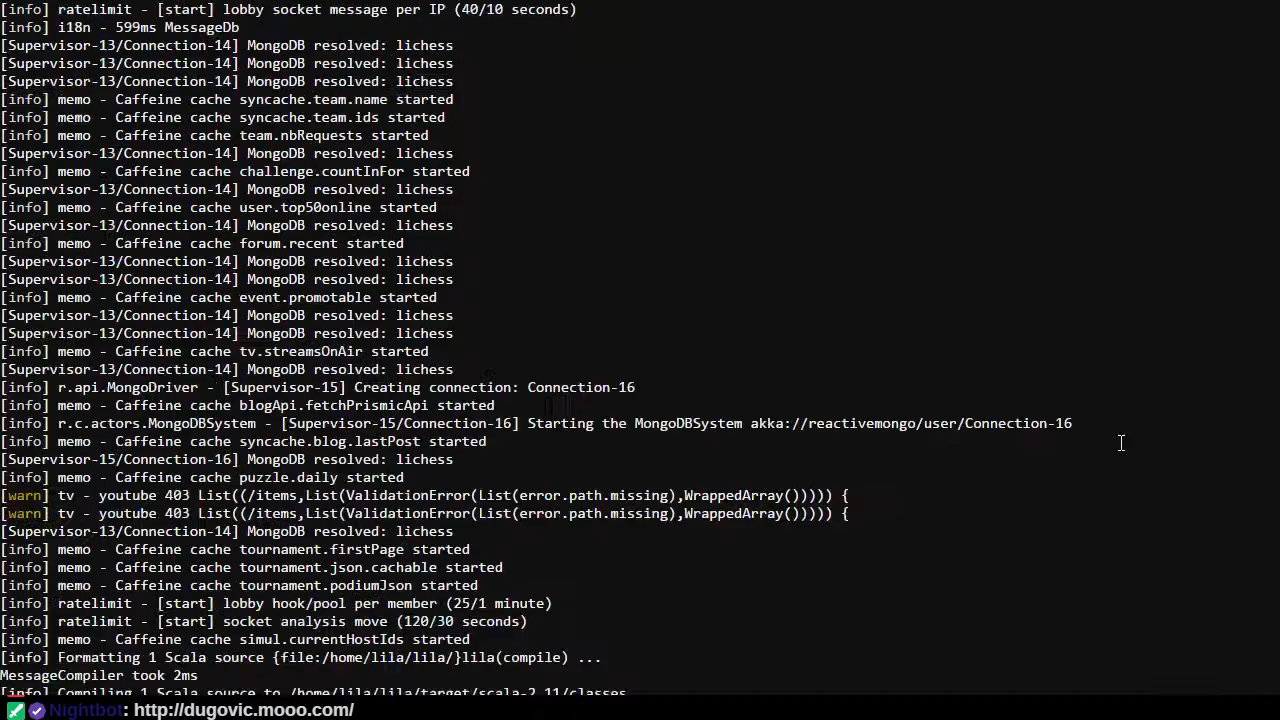 [info] ratelimit - [start] lobby socket message per IP (40/10 seconds)
[info] i18n - 599ms MessageDb
[Supervisor-13/Connection-14] MongoDB resolved: lichess
[Supervisor-13/Connection-14] MongoDB resolved: lichess
[Supervisor-13/Connection-14] MongoDB resolved: lichess
[info] memo - Caffeine cache syncache.team.name started
[info] memo - Caffeine cache syncache.team.ids started
[info] memo - Caffeine cache team.nbRequests started
[Supervisor-13/Connection-14] MongoDB resolved: lichess
[info] memo - Caffeine cache challenge.countInFor started
[Supervisor-13/Connection-14] MongoDB resolved: lichess
[info] memo - Caffeine cache user.top50online started
[Supervisor-13/Connection-14] MongoDB resolved: lichess
[info] memo - Caffeine cache forum.recent started
[Supervisor-13/Connection-14] MongoDB resolved: lichess
[Supervisor-13/Connection-14] MongoDB resolved: lichess
[info] memo - Caffeine cache event.promotable started
[Supervisor-13/Connection-14] MongoDB resolved: lichess
[Supervisor-13/Connection-14] MongoDB resolved: lichess
[info] memo - Caffeine cache tv.streamsOnAir started
[Supervisor-13/Connection-14] MongoDB resolved: lichess
[info] r.api.MongoDriver - [Supervisor-15] Creating connection: Connection-16
[info] memo - Caffeine cache blogApi.fetchPrismicApi started
[info] r.c.actors.MongoDBSystem - [Supervisor-15/Connection-16] Starting the MongoDBSystem akka://reactivemongo/user/Connection-16
[info] memo - Caffeine cache syncache.blog.lastPost started
[Supervisor-15/Connection-16] MongoDB resolved: lichess
[info] memo - Caffeine cache puzzle.daily started
[warn] tv - youtube 403 List((/items,List(ValidationError(List(error.path.missing),WrappedArray())))) {
[warn] tv - youtube 403 List((/items,List(ValidationError(List(error.path.missing),WrappedArray())))) {
[Supervisor-13/Connection-14] MongoDB resolved: lichess
[info] memo - Caffeine cache tournament.firstPage started
[info] memo - Caffeine cache tournament.json.cachable started
[info] memo - Caffeine cache tournament.podiumJson started
[info] ratelimit - [start] lobby hook/pool per member (25/1 minute)
[info] ratelimit - [start] socket analysis move (120/30 seconds)
[info] memo - Caffeine cache simul.currentHostIds started
[info] Formatting 1 Scala source {file:/home/lila/lila/}lila(compile) ...
MessageCompiler took 2ms
[info] Compiling 1 Scala source to /home/lila/lila/target/scala-2.11/classes
Nightbot: http://dugovic.mooo.com/